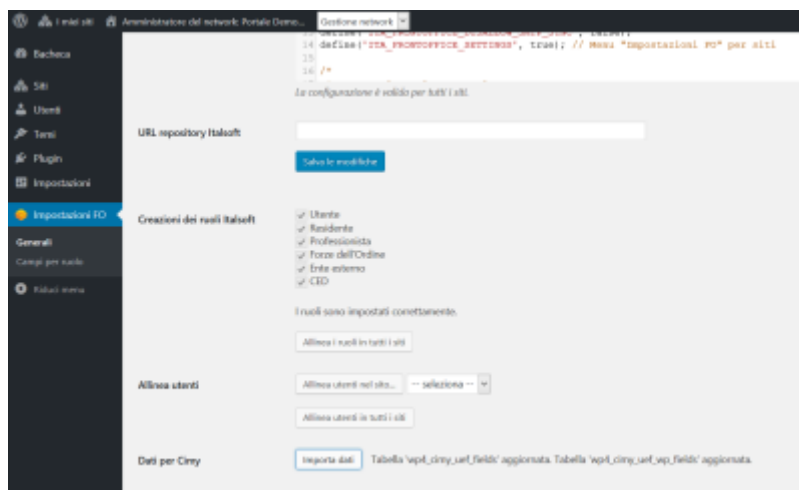 I miei siti
Amministratore del network: Portale Demo...
Gestione network
Bacheca
Siti
Utenti
Temi
Plugin
Impostazioni
Impostazioni FO
Generali
Campi per ruolo
Riduci menu
14 define('ITA_FRONTOFFICE_SETTINGS', true); // Menu "Impostazioni FO" per siti
15
16 /*
La configurazione è valida per tutti i siti.
URL repository Italsoft
Salva le modifiche
Creazioni dei ruoli Italsoft
Utente
Residente
Professionista
Forze dell'Ordine
Ente esterno
CED
I ruoli sono impostati correttamente.
Allinea i ruoli in tutti i siti
Allinea utenti
Allinea utenti nel sito...
-- seleziona --
Allinea utenti in tutti i siti
Dati per Cimy
Importa dati
Tabella 'wp4_cimy_uef_fields' aggiornata. Tabella 'wp4_cimy_uef_wp_fields' aggiornata.